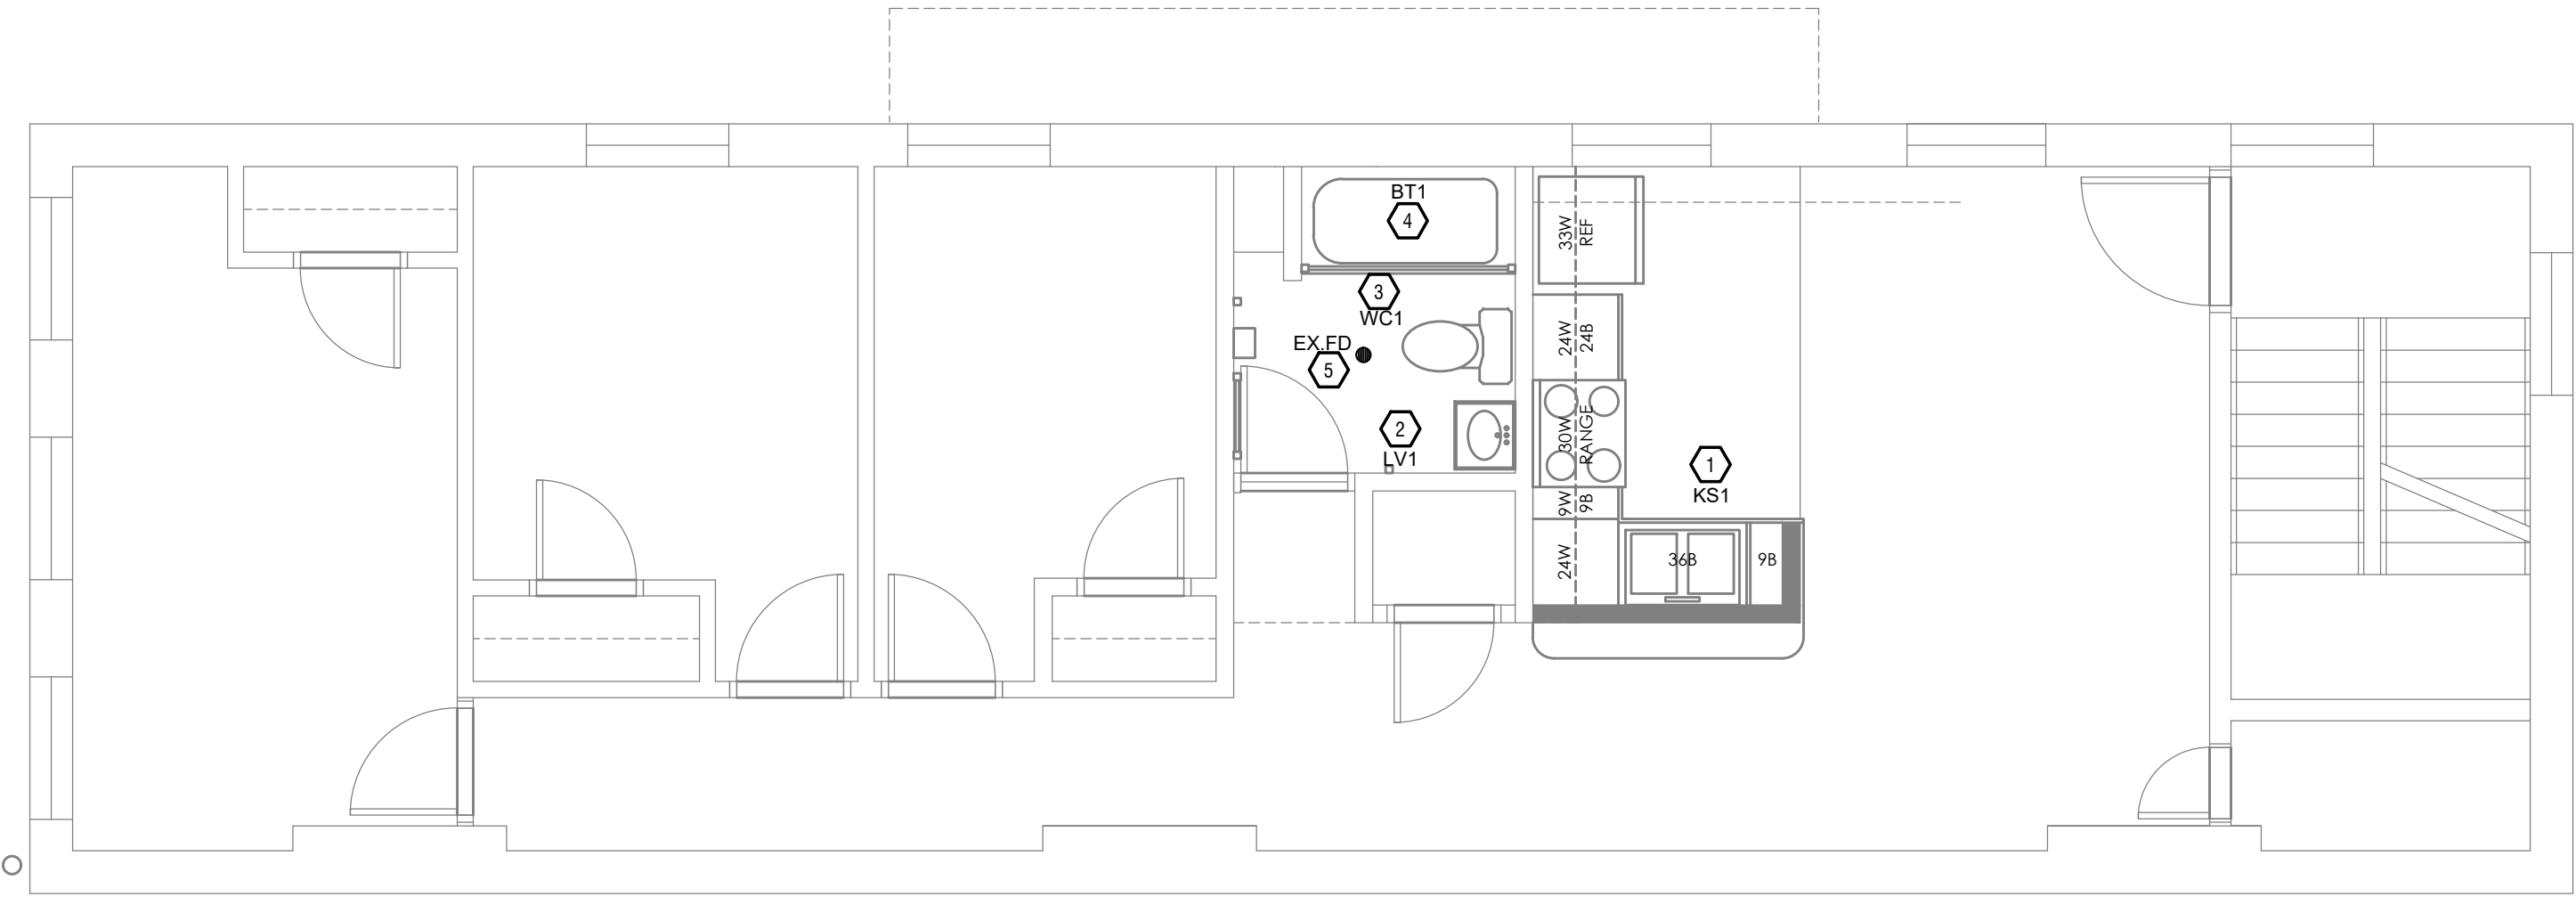 BT1
4
3
WC1
EX.FD
5
2
LV1
33W
REF
24W
24B
30W
RANGE
9W
9B
24W
36B
9B
1
KS1